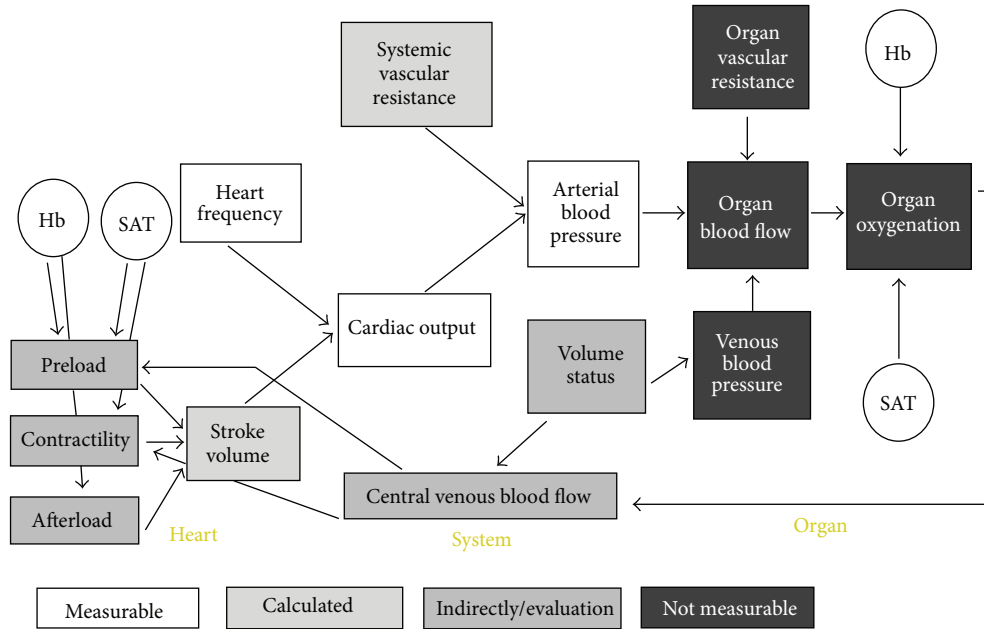 Systemic
vascular
resistance
Organ
vascular
resistance
Hb
Hb
SAT
Heart
frequency
Arterial
blood
pressure
Organ
blood flow
Organ
oxygenation
Cardiac output
Preload
Volume
status
Venous
blood
pressure
SAT
Contractility
Stroke
volume
Afterload
Central venous blood flow
Heart
System
Organ
Measurable
Calculated
Indirectly/evaluation
Not measurable